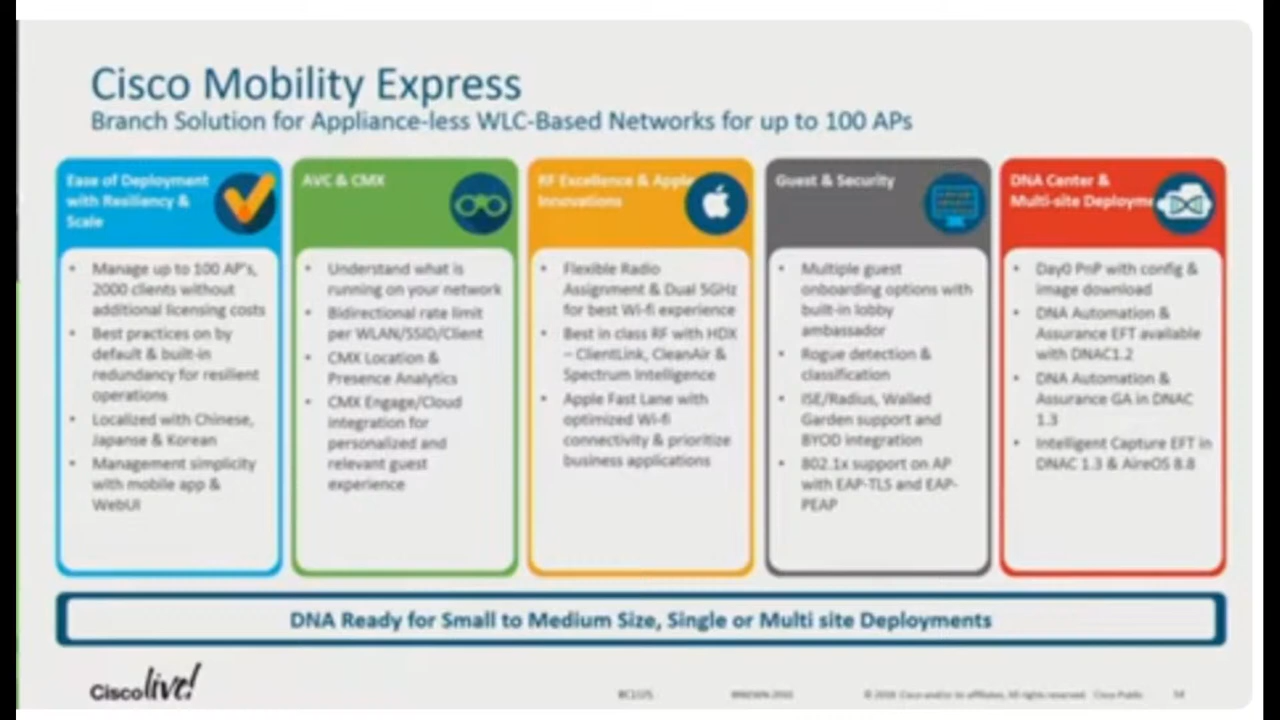 Cisco Mobility Express
Branch Solution for Appliance-less WLC-Based Networks for up to 100 APs
Ease of Deployment
with Resiliency &
Scale
• Manage up to 100 AP's,
2000 clients without
additional licensing costs
• Best practices on by
default & built-in
redundancy for resilient
operations
• Localized with Chinese,
Japanse & Korean
• Management simplicity
with mobile app &
WebUI
AVC & CMX
• Understand what is
running on your network
• Bidirectional rate limit
per WLAN/SSID/Client
• CMX Location &
Presence Analytics
• CMX Engage/Cloud
integration for
personalized and
relevant guest
experience
RF Excellence & Apple
Innovations
• Flexible Radio
Assignment & Dual 5GHz
for best Wi-fi experience
• Best in class RF with HDX
– ClientLink, CleanAir &
Spectrum Intelligence
• Apple Fast Lane with
optimized Wi-fi
connectivity & prioritize
business applications
Guest & Security
• Multiple guest
onboarding options with
built-in lobby
ambassador
• Rogue detection &
classification
• ISE/Radius, Walled
Garden support and
BYOD integration
• 802.1x support on AP
with EAP-TLS and EAP-
PEAP
DNA Center &
Multi-site Deployme
• Day0 PnP with config &
image download
• DNA Automation &
Assurance EFT available
with DNAC1.2
• DNA Automation &
Assurance GA in DNAC
1.3
• Intelligent Capture EFT in
DNAC 1.3 & AireOS 8.8
DNA Ready for Small to Medium Size, Single or Multi site Deployments
Cisco live!
Cisco and/or its affiliates. All rights reserved. Cisco Public